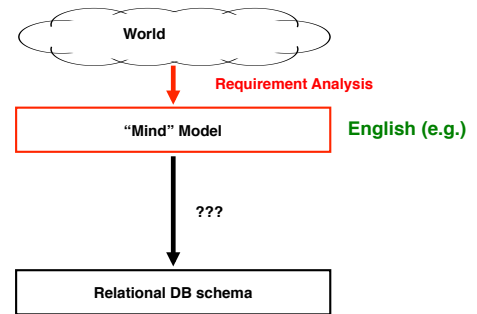 World
Requirement Analysis
“Mind” Model
English (e.g.)
???
Relational DB schema